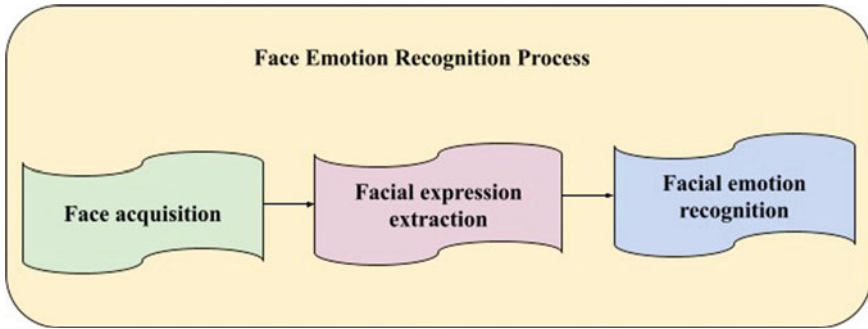 Face Emotion Recognition Process
Face acquisition
Facial expression
extraction
Facial emotion
recognition